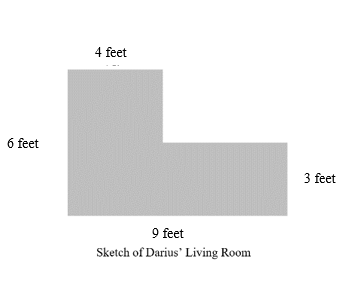 4 feet
6 feet
3 feet
9 feet
Sketch of Darius’ Living Room